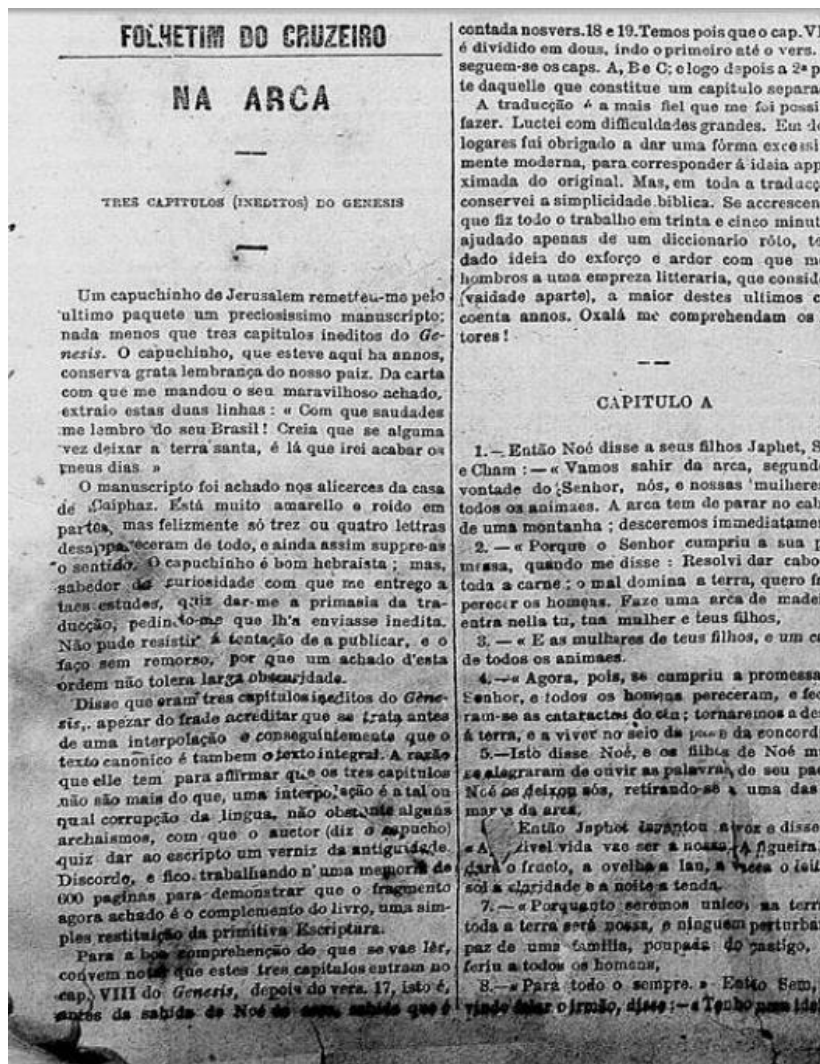 FOLHETIM DO CRUZEIRO
NA ARCA
TRES CAPITULOS (INEDITOS) DO GENESIS
Um capuchinho de Jerusalem remetteu-me pelo
ultimo paquete um preciosissimo manuscripto;
nada menos que tres capitulos ineditos do Ge-
nesis. O capuchinho, que esteve aqui ha annos,
conserva grata lembrança do nosso paiz. Da carta
com que me mandou o seu maravilhoso achado,
extraio estas duas linhas : « Com que saudades
me lembro do seu Brasil! Creia que se alguma
vez deixar a terra santa, é lá que irei acabar os
meus dias »
O manuscripto foi achado nos alicerces da casa
de Caiphaz. Está muito amarello e roido em
partes, mas felizmente só trez ou quatro lettras
desappareceram de todo, e ainda assim suppre-se
o sentido. O capuchinho é bom hebraista ; mas,
sabedor da curiosidade com que me entrego a
taes estudos, quiz dar-me a primasia da tra-
ducção, pedindo-me que lh'a enviasse inedita.
Não pude resistir á tentação de a publicar, e o
faço sem remorso, por que um achado d'esta
ordem não tolera larga obscuridade.
Disse que eram tres capitulos ineditos do Gene-
sis, apezar do frade acreditar que se trata antes
de uma interpolação e conseguintemente que o
texto canonico é tambem o texto integral. A razão
que elle tem para affirmar que os tres capitulos
não são mais do que, uma interpolação é a tal ou
qual corrupção da lingua, não obstante alguns
archaismos, com que o auctor (diz o capucho)
quiz dar ao escripto um verniz da antiguidade.
Discordo, e fico trabalhando n' uma memoria de
600 paginas para demonstrar que o fragmento
agora achado é o complemento do livro, uma sim-
ples restituição da primitiva Escriptura.
Para a boa comprehenção do que se vae lêr,
convem notar que estes tres capitulos entram no
cap. VIII do Genesis, depois do vers. 17, isto é,
antes da sahida de Noé da arca, sahida que é
contada nos vers. 18 e 19. Temos pois que o cap. VI
é dividido em dous, indo o primeiro até o vers.
seguem-se os caps. A, B e C; e logo depois a 2ª p
te daquelle que constitue um capitulo separa
A traducção é a mais fiel que me foi possi
fazer. Luctei com difficuldades grandes. Em
logares fui obrigado a dar uma fórma excessi
mente moderna, para corresponder á ideia app
ximada do original. Mas, em toda a traducç
conservei a simplicidade biblica. Se accrescen
que fiz todo o trabalho em trinta e cinco minut
ajudado apenas de um diccionario rôto, te
dado ideia do exforço e ardor com que m
hombros a uma empreza litteraria, que consid
(vaidade aparte), a maior destes ultimos c
coenta annos. Oxalá me comprehendam os
tores !
CAPITULO A
1.— Então Noé disse a seus filhos Japhet, S
e Cham : — « Vamos sahir da arca, segund
vontade do Senhor, nós, e nossas mulheres
todos os animaes. A arca tem de parar no cab
de uma montanha ; desceremos immediatamen
2. — « Porque o Senhor cumpriu a sua p
messa, quando me disse : Resolvi dar cabo
toda a carne ; o mal domina a terra, quero f
perecer os homens. Faze uma arca de madei
entra nella tu, tua mulher e teus filhos,
3. — « E as mulheres de teus filhos, e um c
de todos os animaes.
4.—« Agora, pois, se cumpriu a promessa
Senhor, e todos os homens pereceram, e fec
ram-se as cataractas do céu ; tornaremos a de
á terra, e a viver no seio da paz e da concord
5.—Isto disse Noé, e os filhos de Noé m
se alegraram de ouvir as palavras de seu pa
Noé os deixou sós, retirando-se a uma das
maras da arca.
Então Japhet levantou a voz e disse
vida vae ser a nossa. A figueira
dará o fructo, a ovelha a lan, a vacca o leit
sol a claridade e a noite a tenda.
7.—« Porquanto seremos unicos na terr
toda a terra será nossa, e ninguem perturba
paz de uma familia, poupada do castigo,
feriu a todos os homens,
8.—« Para todo o sempre. » Então Sem,
vindo falar o irmão, disse :—« Tenho uma ide